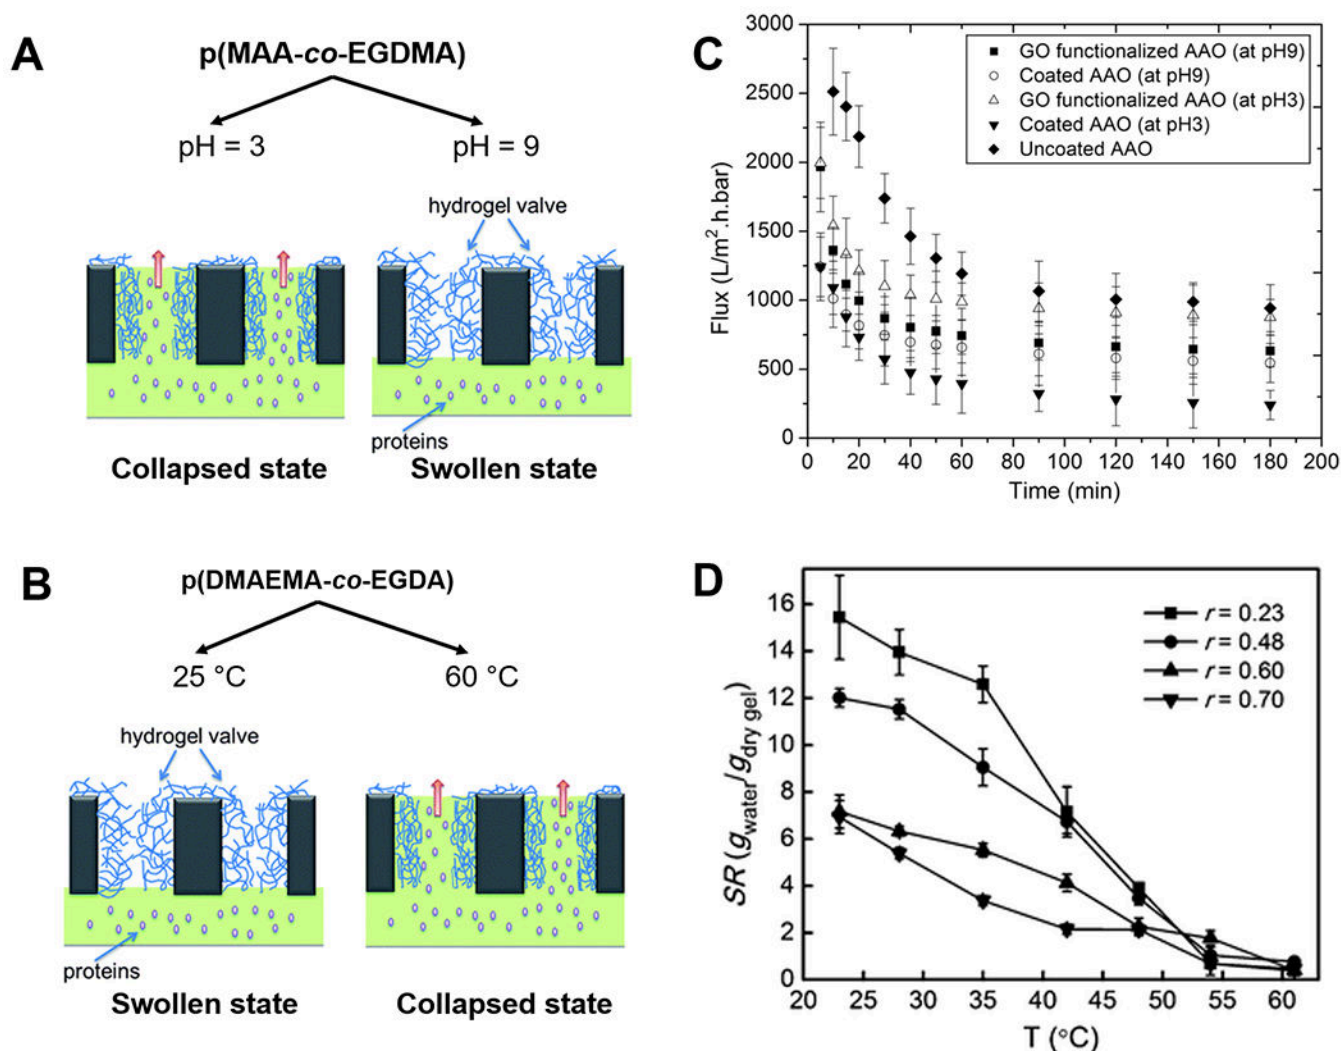 A
p(MAA-co-EGDMA)
pH = 3
pH = 9
hydrogel valve
proteins
Collapsed state
Swollen state
B
p(DMAEMA-co-EGDA)
25 °C
60 °C
hydrogel valve
proteins
Swollen state
Collapsed state
C
3000
2500
2000
1500
1000
500
0
Flux (L/m².h.bar)
GO functionalized AAO (at pH9)
Coated AAO (at pH9)
GO functionalized AAO (at pH3)
Coated AAO (at pH3)
Uncoated AAO
0 20 40 60 80 100 120 140 160 180 200
Time (min)
D
16
14
12
10
8
6
4
2
0
SR (g water/g dry gel)
r = 0.23
r = 0.48
r = 0.60
r = 0.70
20 25 30 35 40 45 50 55 60
T (°C)